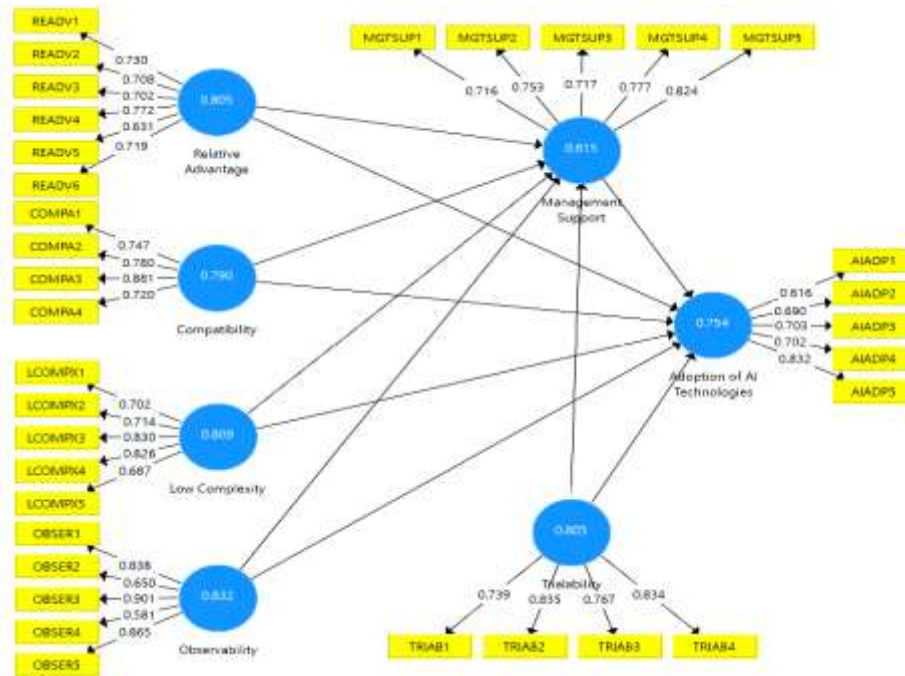 READV1
READV2
READV3
READV4
READV5
READV6
0.730
0.708
0.702
0.772
0.631
0.719
0.805
Relative
Advantage
COMPA1
COMPA2
COMPA3
COMPA4
0.747
0.780
0.881
0.720
0.790
Compatibility
LCOMPX1
LCOMPX2
LCOMPX3
LCOMPX4
LCOMPX5
0.702
0.714
0.830
0.826
0.687
0.809
Low Complexity
OBSER1
OBSER2
OBSER3
OBSER4
OBSER5
0.838
0.650
0.901
0.581
0.865
0.832
Observability
MGTSUP1
MGTSUP2
MGTSUP3
MGTSUP4
MGTSUP5
0.716
0.753
0.717
0.777
0.824
0.815
Management
Support
AIADP1
AIADP2
AIADP3
AIADP4
AIADP5
0.616
0.690
0.703
0.702
0.832
0.754
Adoption of AI
Technologies
0.805
0.739
0.835
0.767
0.834
TRIAB1
TRIAB2
TRIAB3
TRIAB4